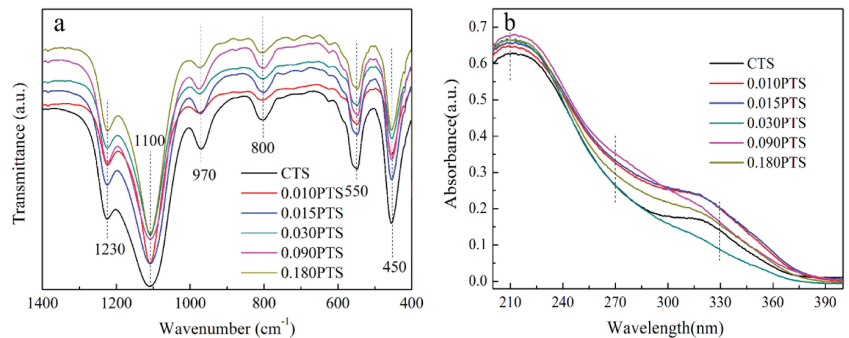 a
Transmittance (a.u.)
1230
1100
970
800
550
450
CTS
0.010PTS
0.015PTS
0.030PTS
0.090PTS
0.180PTS
1400 1200 1000 800 600 400
Wavenumber (cm⁻¹)
b
Absorbance(a.u.)
0.7
0.6
0.5
0.4
0.3
0.2
0.1
0.0
CTS
0.010PTS
0.015PTS
0.030PTS
0.090PTS
0.180PTS
210 240 270 300 330 360 390
Wavelength(nm)